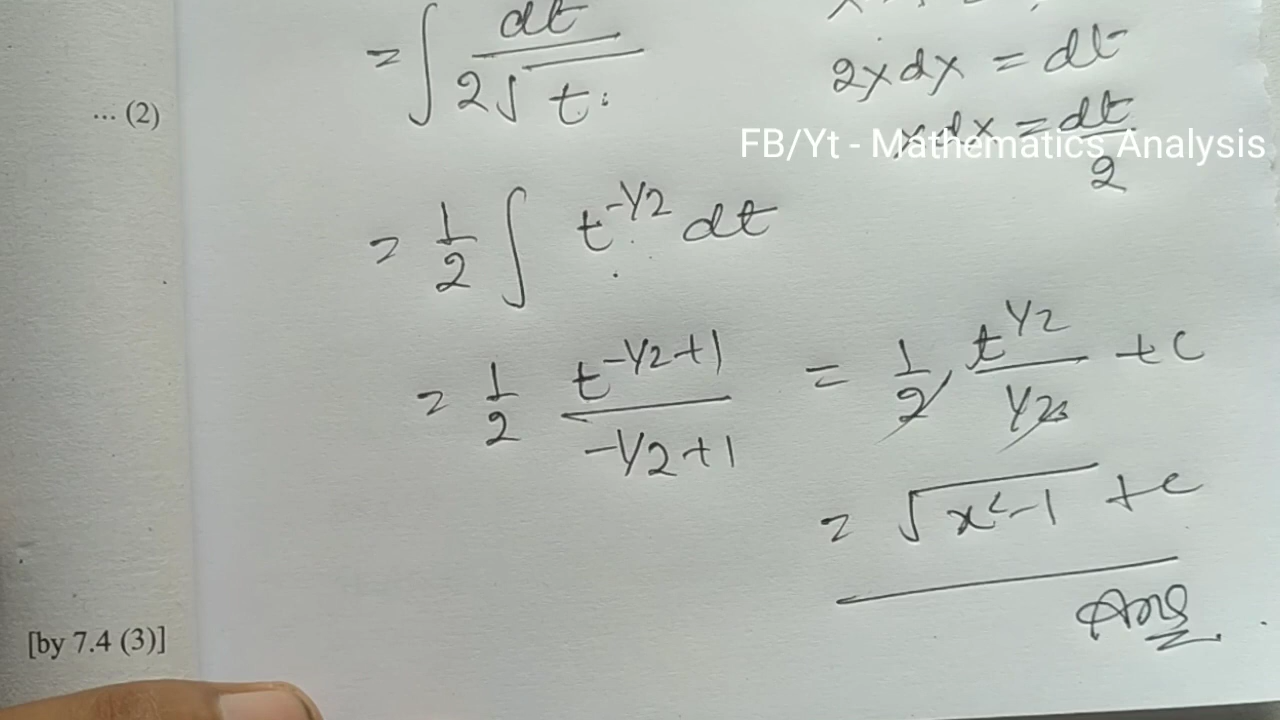 = ∫ dt / 2√t
2x dx = dt
... (2)
x dx = dt/2
FB/Yt - Mathematics Analysis
= 1/2 ∫ t^-1/2 dt
= 1/2 t^-1/2+1 / -1/2+1 = 1/2 · t^1/2 / 1/2 + c
= √x²-1 + c
Ans
[by 7.4 (3)]